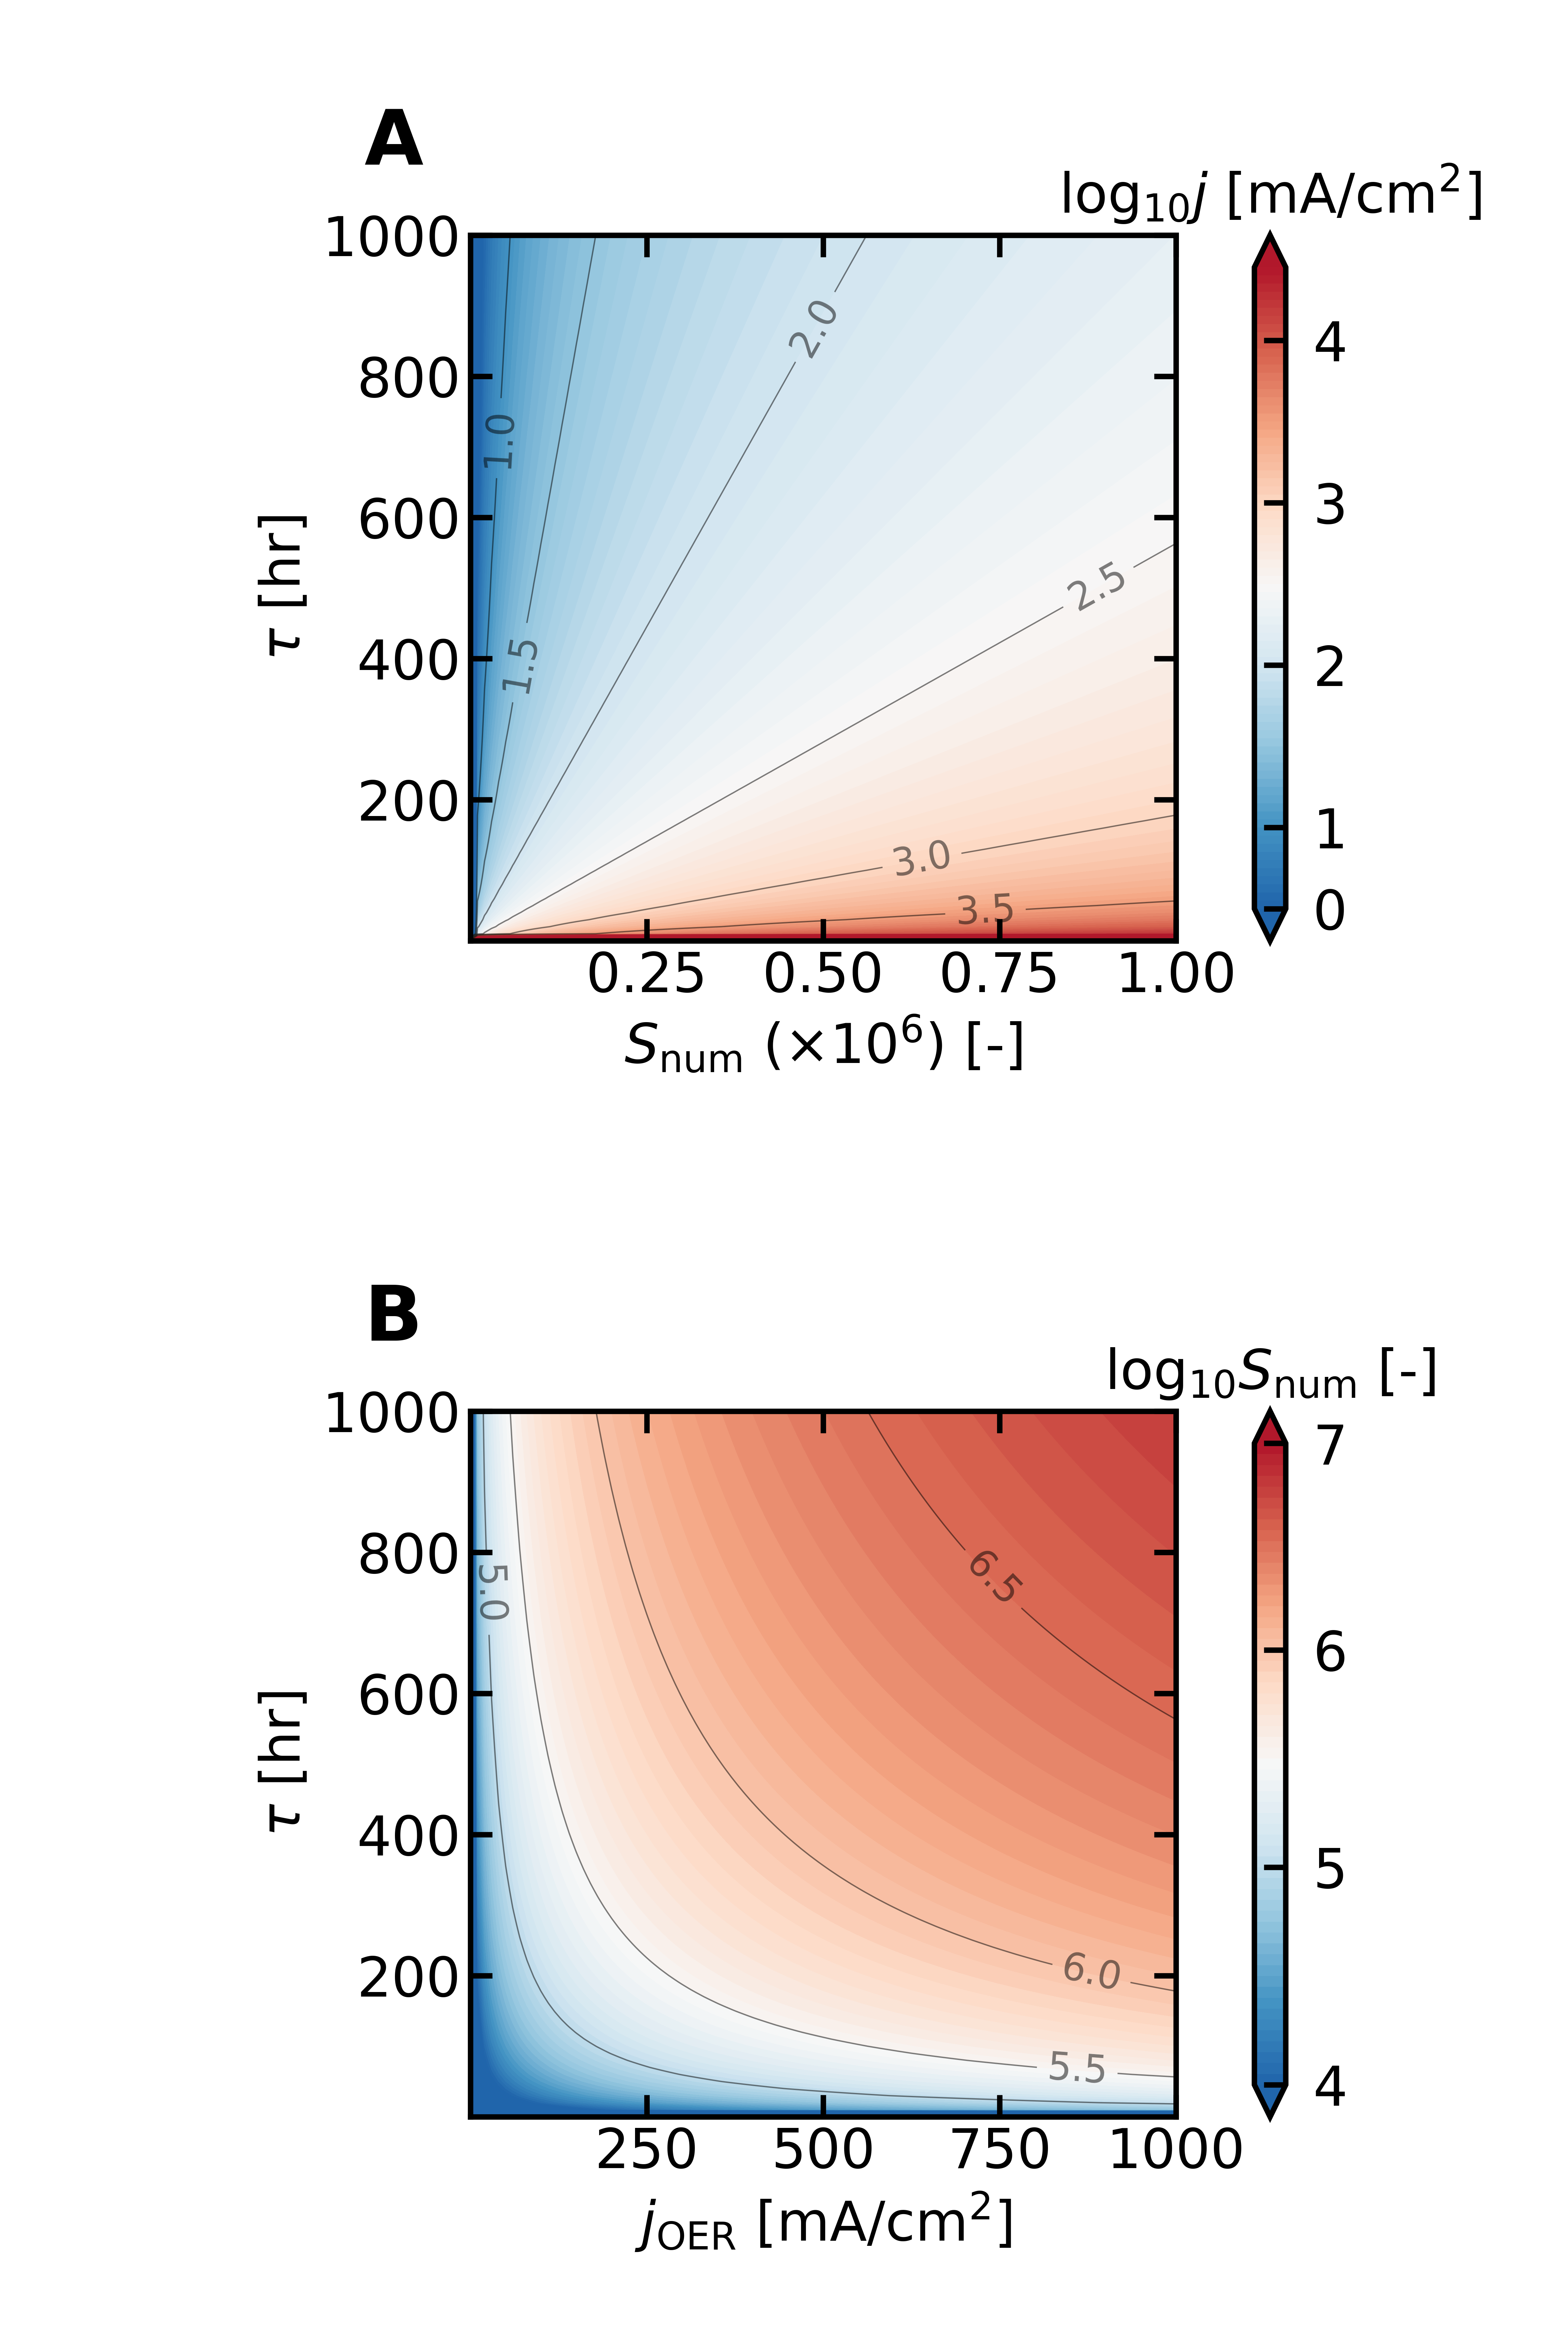 A
log₁₀j [mA/cm²]
1000
800
600
400
200
τ [hr]
1.0
1.5
2.0
2.5
3.0
3.5
4
3
2
1
0
0.25 0.50 0.75 1.00
Sₙᵤₘ (×10⁶) [-]
B
log₁₀Sₙᵤₘ [-]
1000
800
600
400
200
τ [hr]
5.0
6.5
6.0
5.5
7
6
5
4
250 500 750 1000
j_OER [mA/cm²]